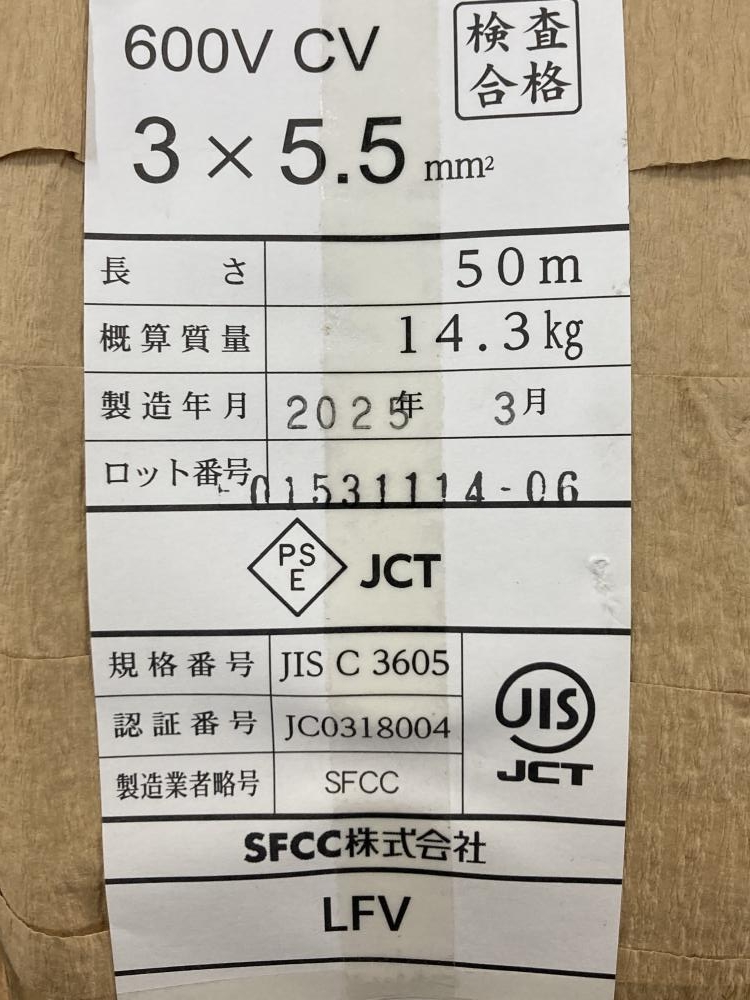 600V CV
検査
合格
3×5.5 mm²
長さ 50m
概算質量 14.3kg
製造年月 2025年 3月
ロット番号 01531114-06
PS
E
JCT
規格番号 JIS C 3605
認証番号 JC0318004
製造業者略号 SFCC
JIS
JCT
SFCC株式会社
LFV